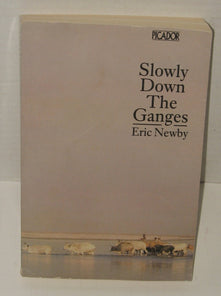 PICADOR
Slowly
Down
The
Ganges
Eric Newby